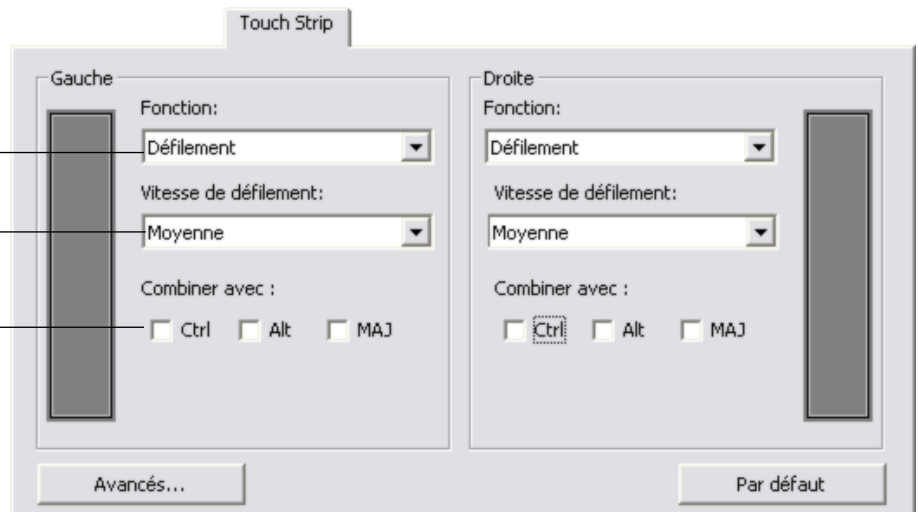 Touch Strip
Gauche
Fonction:
Défilement
Vitesse de défilement:
Moyenne
Combiner avec :
Ctrl Alt MAJ
Droite
Fonction:
Défilement
Vitesse de défilement:
Moyenne
Combiner avec :
Ctrl Alt MAJ
Avancés...
Par défaut